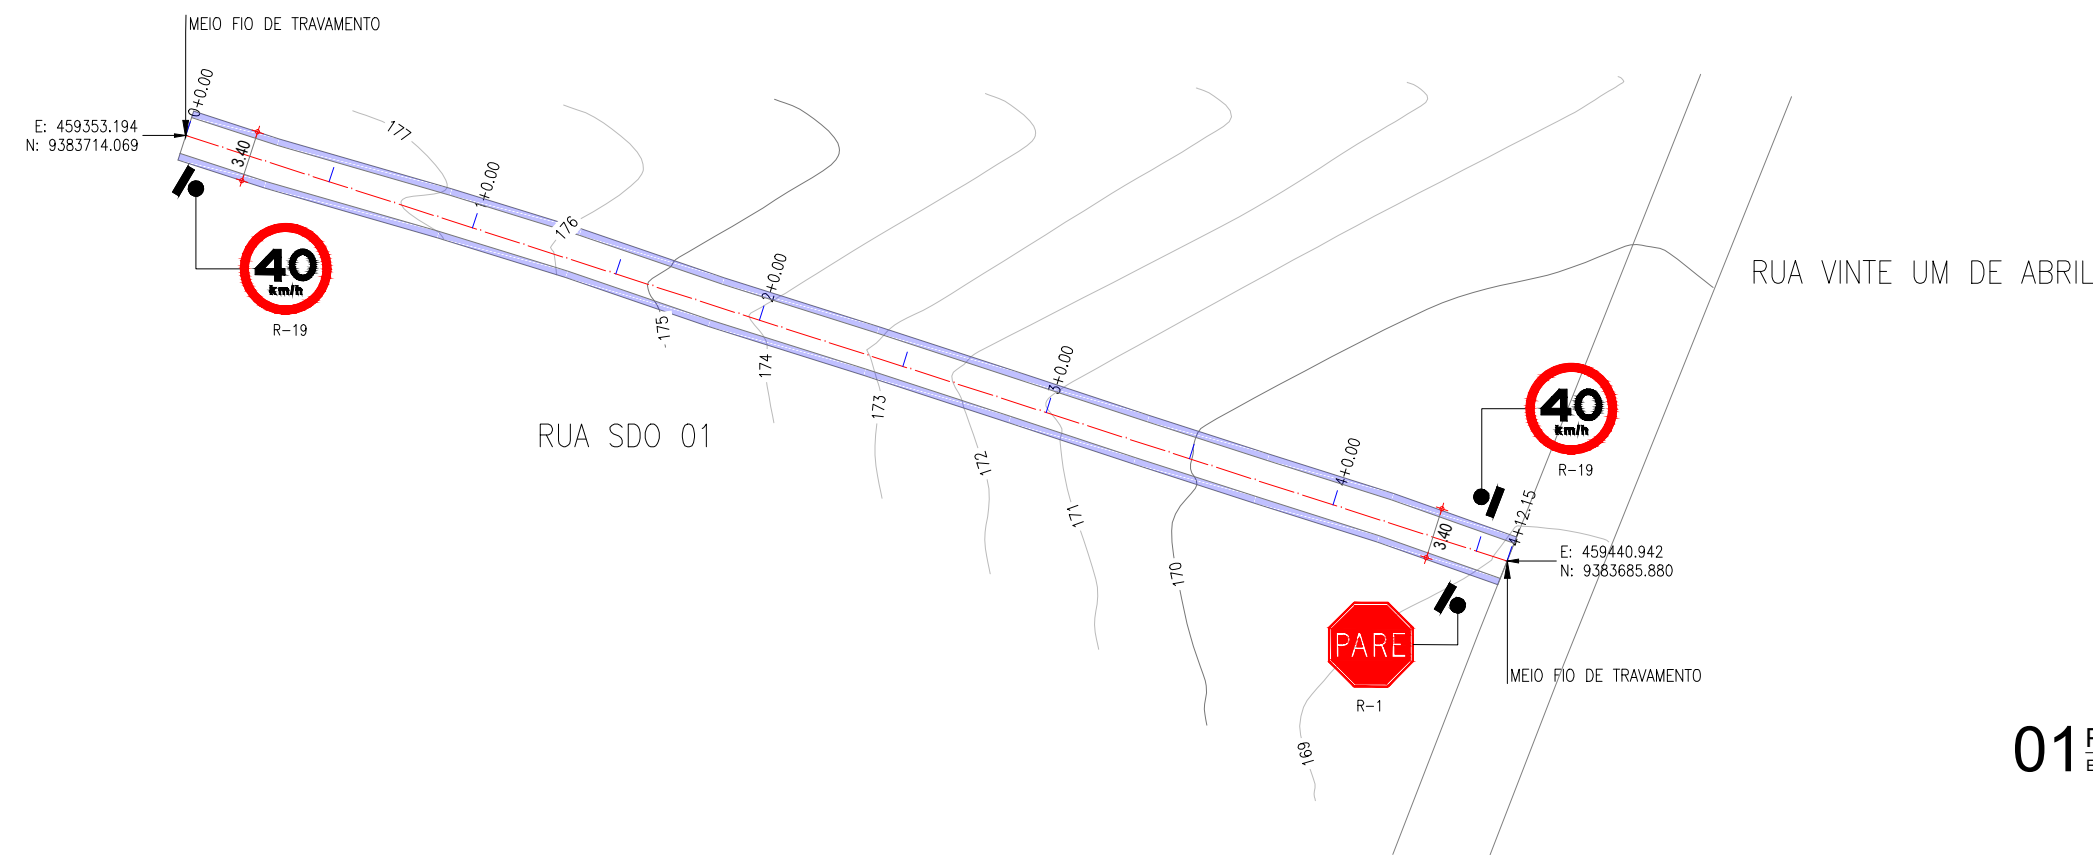 MEIO FIO DE TRAVAMENTO
0+0.00
E: 459353.194
N: 9383714.069
3.40
177
1+0.00
176
40
km/h
R-19
175
2+0.00
174
173
3+0.00
172
171
RUA SDO 01
RUA VINTE UM DE ABRIL
40
km/h
R-19
4+0.00
4+12.15
3.40
E: 459440.942
N: 9383685.880
170
PARE
R-1
MEIO FIO DE TRAVAMENTO
169
01